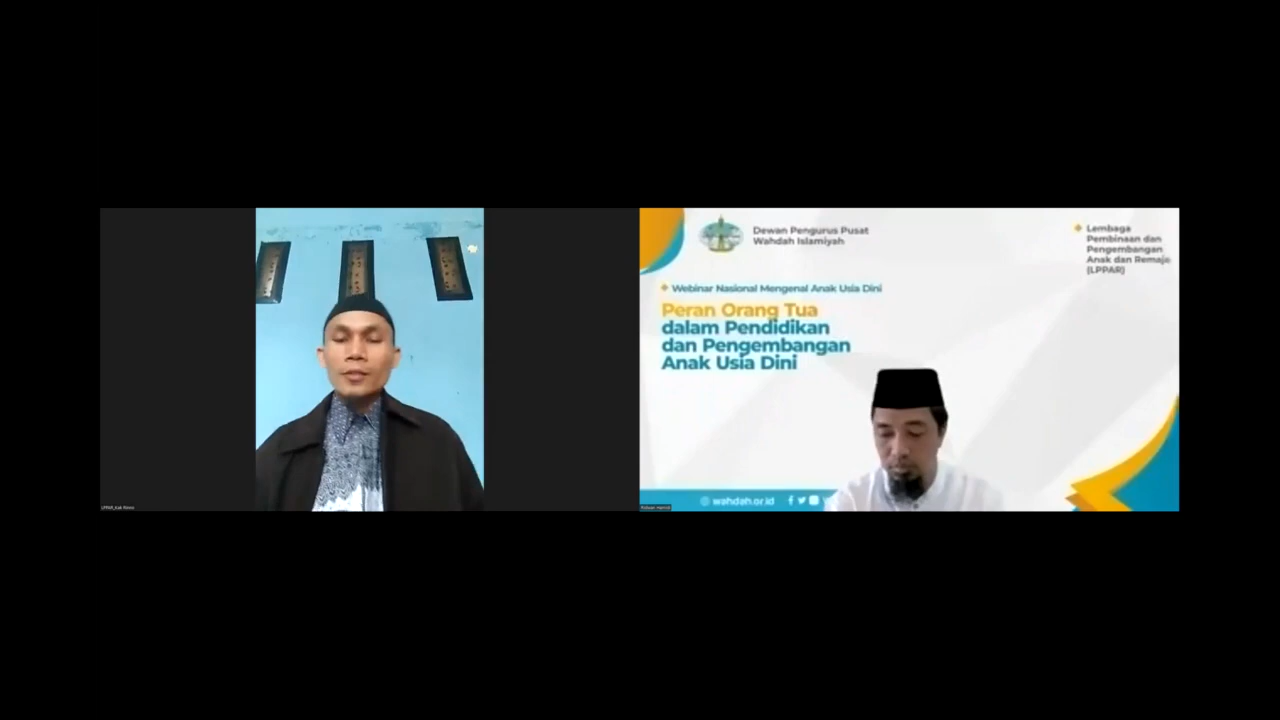 Dewan Pengurus Pusat
Wahdah Islamiyah
Lembaga
Pembinaan dan
Pengembangan
Anak dan Remaja
(LPPAR)
Webinar Nasional Mengenal Anak Usia Dini
Peran Orang Tua
dalam Pendidikan
dan Pengembangan
Anak Usia Dini
wahdah.or.id